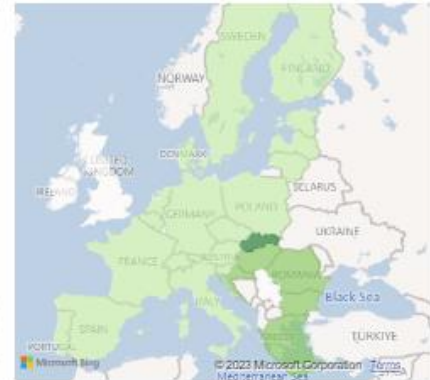 SWEDEN
FINLAND
NORWAY
DENMARK
UNITED
KINGDOM
IRELAND
BELARUS
POLAND
GERMANY
UKRAINE
FRANCE
AUSTRIA
ROMANIA
ITALY
Black Sea
SPAIN
PORTUGAL
TÜRKIYE
Microsoft Bing
© 2023 Microsoft Corporation Terms
Mediterranean Sea